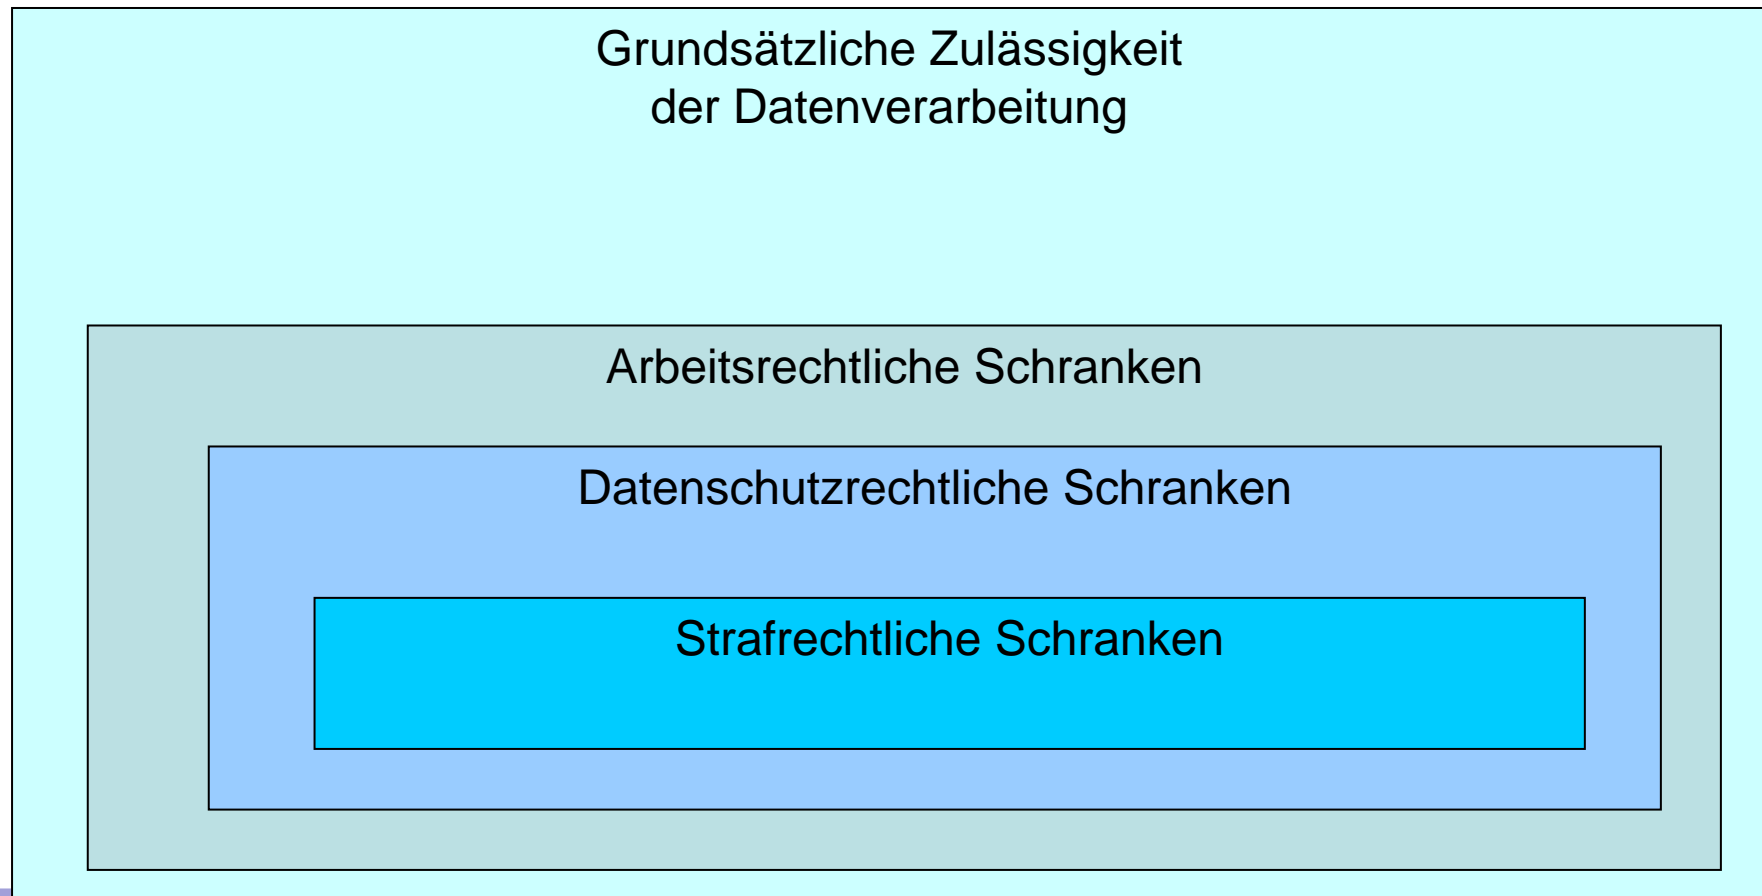 Grundsätzliche Zulässigkeit
der Datenverarbeitung
Arbeitsrechtliche Schranken
Datenschutzrechtliche Schranken
Strafrechtliche Schranken